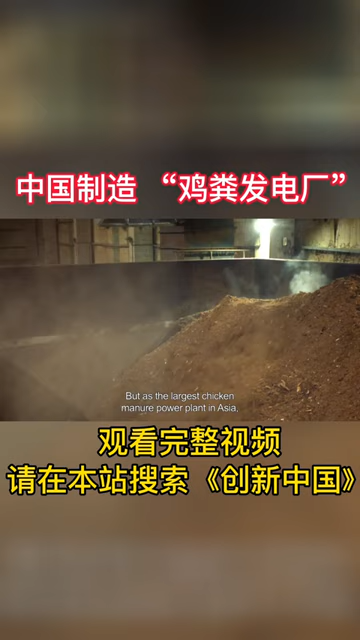 中国制造 “鸡粪发电厂”
But as the largest chicken
manure power plant in Asia,
观看完整视频
请在本站搜索《创新中国》